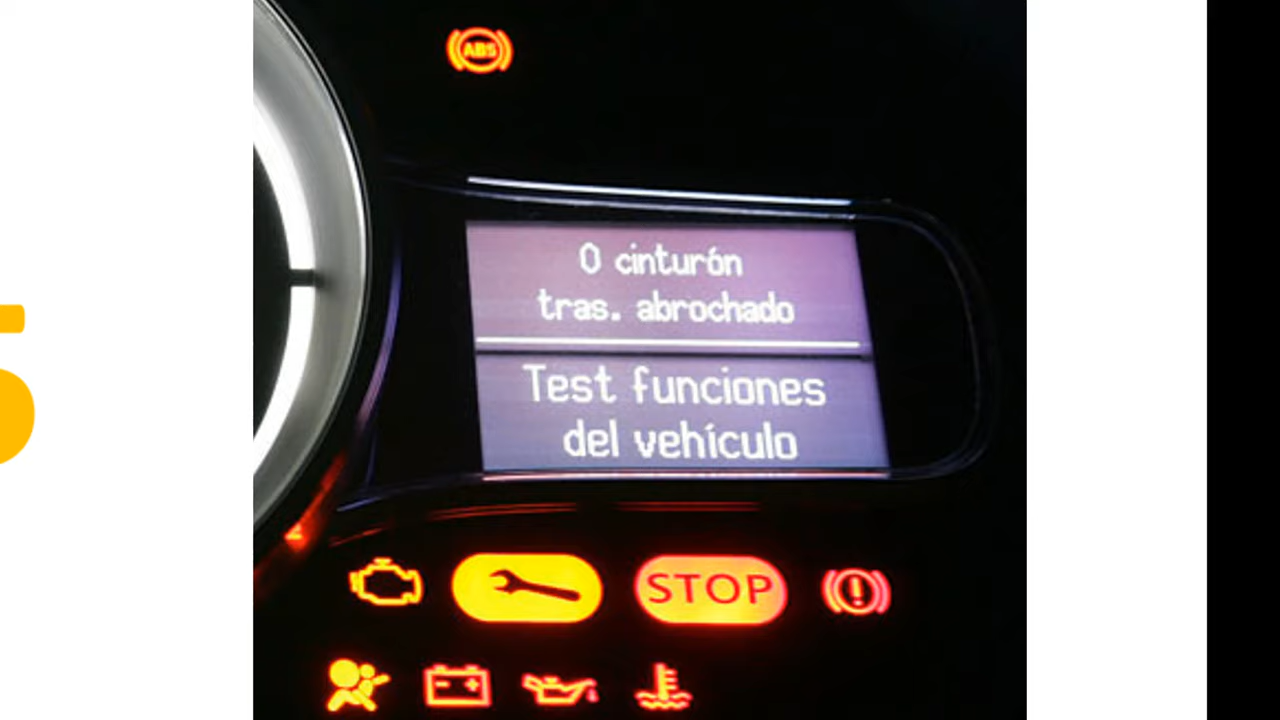 ABS
0 cinturón
tras. abrochado
Test funciones
del vehículo
STOP